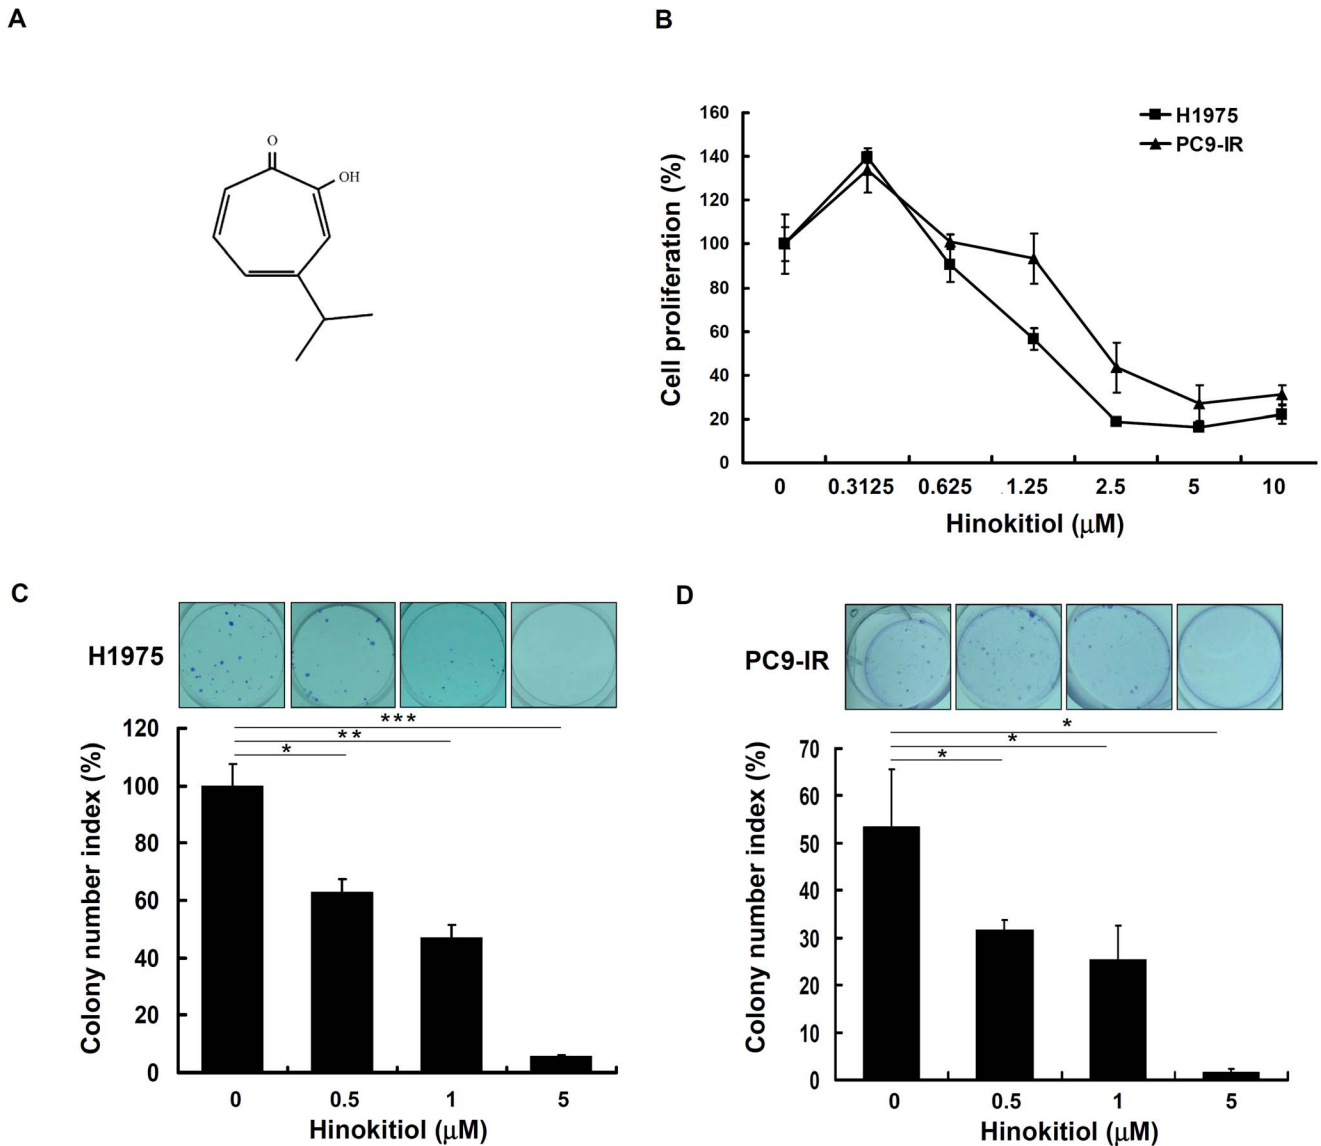 A
O
OH
B
H1975
PC9-IR
160
140
120
100
80
60
40
20
0
Cell proliferation (%)
0 0.3125 0.625 1.25 2.5 5 10
Hinokitiol (μM)
C
H1975
***
**
*
120
100
80
60
40
20
0
Colony number index (%)
0 0.5 1 5
Hinokitiol (μM)
D
PC9-IR
*
*
*
70
60
50
40
30
20
10
0
Colony number index (%)
0 0.5 1 5
Hinokitiol (μM)